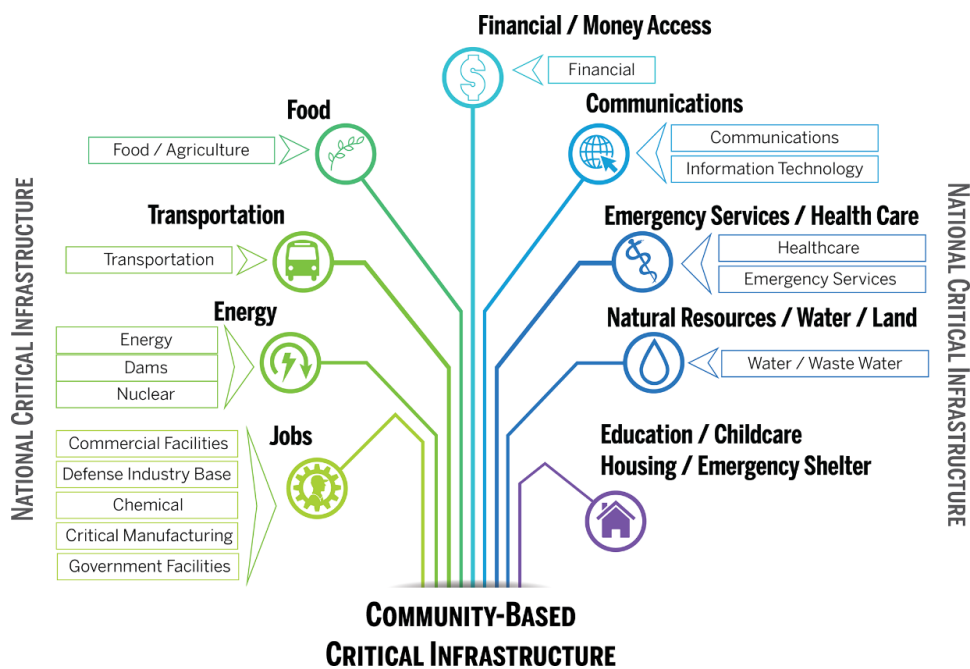 Financial / Money Access
Financial
Food
Food / Agriculture
Communications
Communications
Information Technology
Transportation
Transportation
Emergency Services / Health Care
Healthcare
Emergency Services
Energy
Energy
Dams
Nuclear
Natural Resources / Water / Land
Water / Waste Water
Jobs
Commercial Facilities
Defense Industry Base
Chemical
Critical Manufacturing
Government Facilities
Education / Childcare
Housing / Emergency Shelter
NATIONAL CRITICAL INFRASTRUCTURE
NATIONAL CRITICAL INFRASTRUCTURE
COMMUNITY-BASED
CRITICAL INFRASTRUCTURE